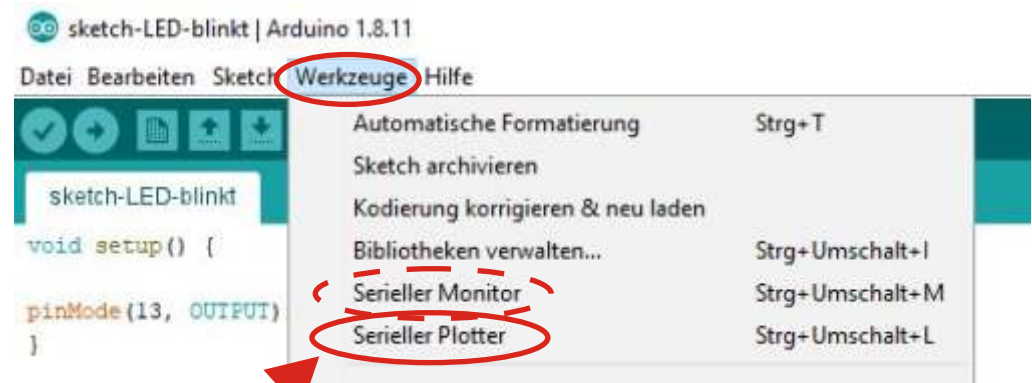 sketch-LED-blinkt | Arduino 1.8.11
Datei Bearbeiten Sketch Werkzeuge Hilfe
Automatische Formatierung Strg+T
Sketch archivieren
sketch-LED-blinkt
Kodierung korrigieren & neu laden
void setup() {
Bibliotheken verwalten... Strg+Umschalt+I
Serieller Monitor Strg+Umschalt+M
pinMode(13, OUTPUT)
Serieller Plotter Strg+Umschalt+L
}